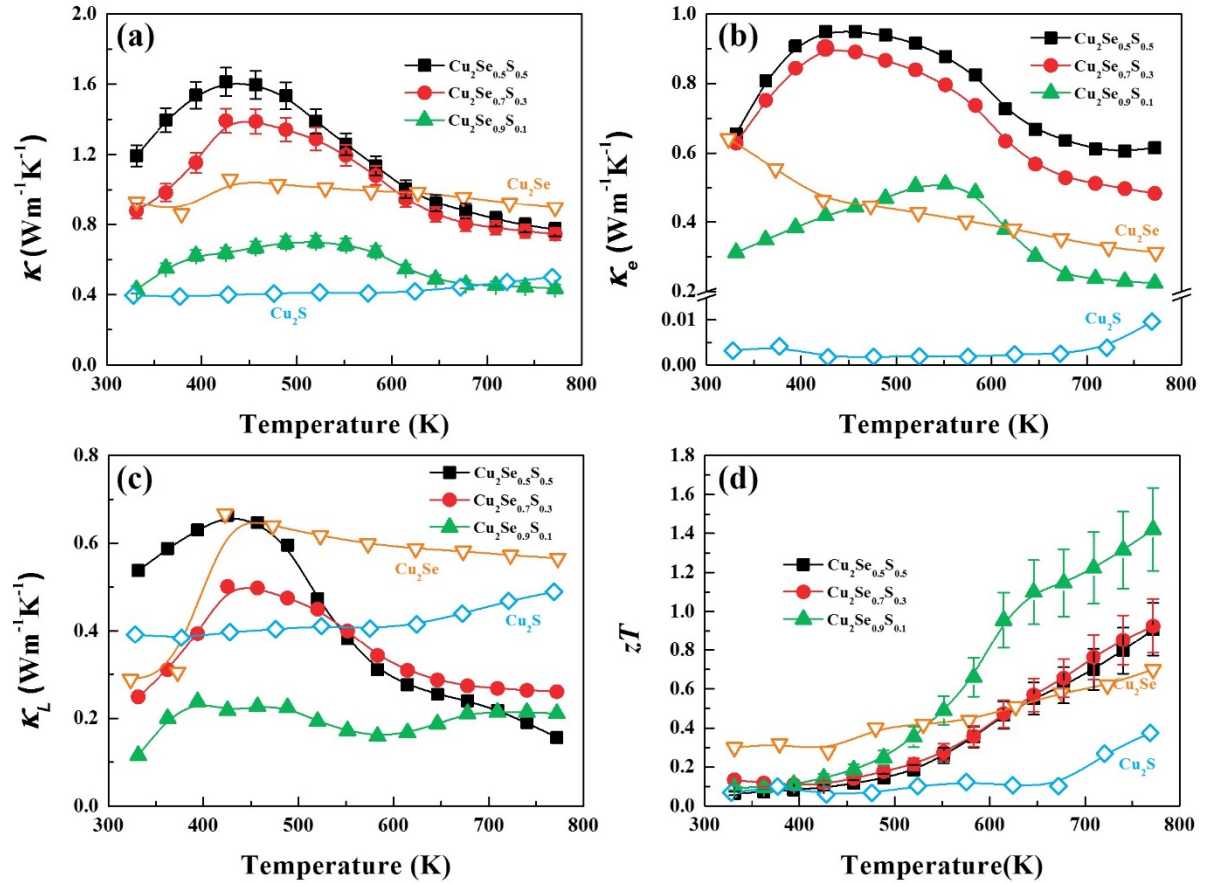 (a)
2.0
1.6
1.2
0.8
0.4
0.0
κ (Wm⁻¹K⁻¹)
Cu₂Se₀.₅S₀.₅
Cu₂Se₀.₇S₀.₃
Cu₂Se₀.₉S₀.₁
Cu₂Se
Cu₂S
300 400 500 600 700 800
Temperature (K)
(b)
1.0
0.8
0.6
0.4
0.2
0.01
0.00
κₑ (Wm⁻¹K⁻¹)
Cu₂Se₀.₅S₀.₅
Cu₂Se₀.₇S₀.₃
Cu₂Se₀.₉S₀.₁
Cu₂Se
Cu₂S
300 400 500 600 700 800
Temperature (K)
(c)
0.8
0.6
0.4
0.2
0.0
κL (Wm⁻¹K⁻¹)
Cu₂Se₀.₅S₀.₅
Cu₂Se₀.₇S₀.₃
Cu₂Se₀.₉S₀.₁
Cu₂Se
Cu₂S
300 400 500 600 700 800
Temperature (K)
(d)
1.8
1.6
1.4
1.2
1.0
0.8
0.6
0.4
0.2
0.0
zT
Cu₂Se₀.₅S₀.₅
Cu₂Se₀.₇S₀.₃
Cu₂Se₀.₉S₀.₁
Cu₂Se
Cu₂S
300 400 500 600 700 800
Temperature(K)